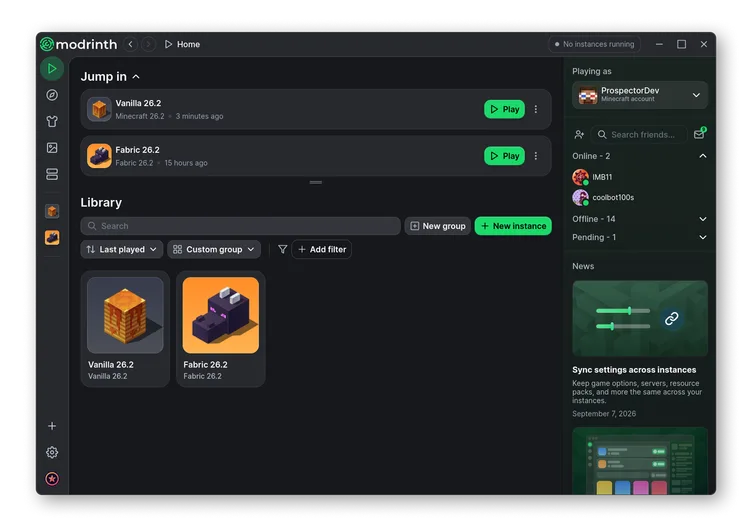 modrinth
Home
No instances running
Jump in
Vanilla 26.2
Minecraft 26.2 • 3 minutes ago
Play
Fabric 26.2
Fabric 26.2 • 15 hours ago
Play
Library
Search
New group
New instance
Last played
Custom group
Add filter
Vanilla 26.2
Vanilla 26.2
Fabric 26.2
Fabric 26.2
Playing as
ProspectorDev
Minecraft account
Search friends...
Online - 2
IMB11
coolbot100s
Offline - 14
Pending - 1
News
Sync settings across instances
Keep game options, servers, resource
packs, and more the same across your
instances.
September 7, 2026